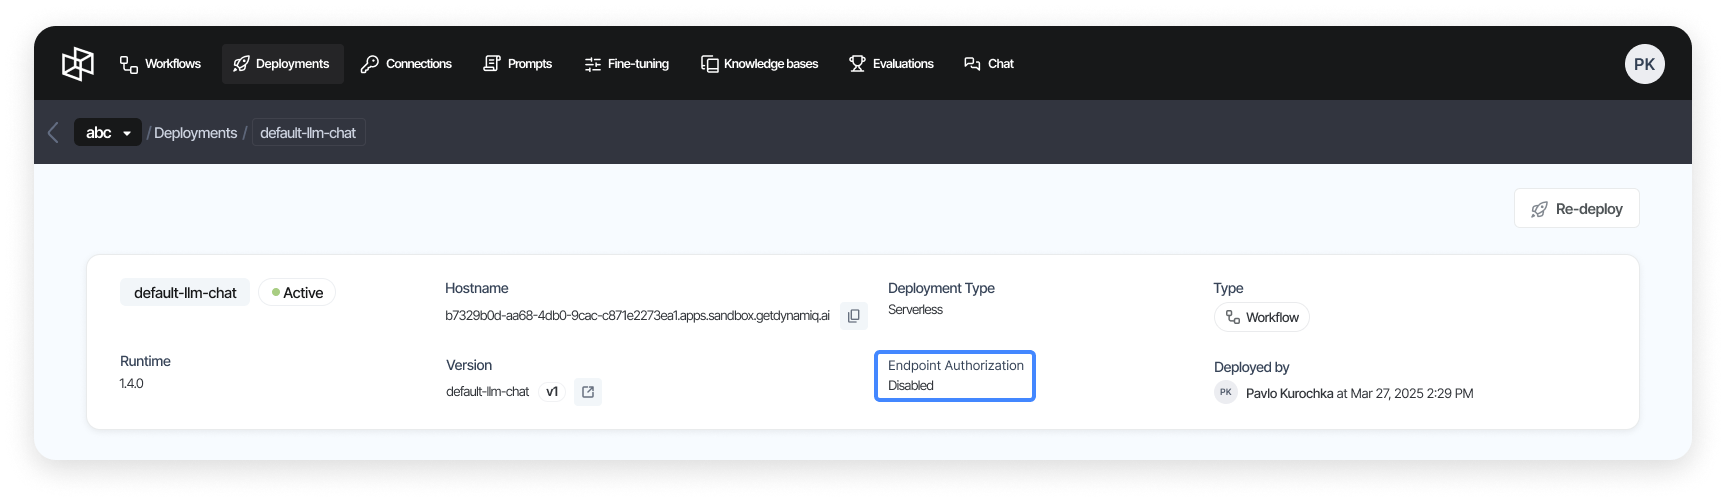 Workflows
Deployments
Connections
Prompts
Fine-tuning
Knowledge bases
Evaluations
Chat
PK
abc / Deployments / default-llm-chat
Re-deploy
default-llm-chat
Active
Hostname
b7329b0d-aa68-4db0-9cac-c871e2273ea1.apps.sandbox.getdynamiq.ai
Deployment Type
Serverless
Type
Workflow
Runtime
1.4.0
Version
default-llm-chat v1
Endpoint Authorization
Disabled
Deployed by
PK Pavlo Kurochka at Mar 27, 2025 2:29 PM